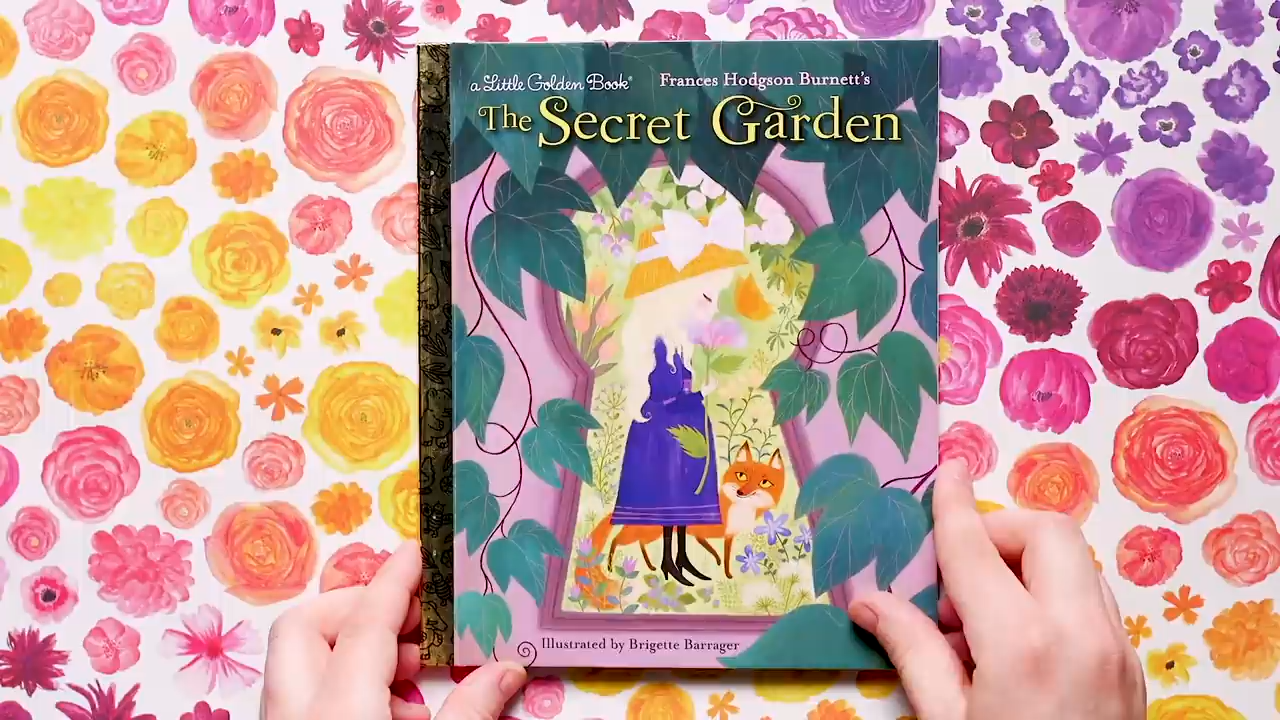 a Little Golden Book®
Frances Hodgson Burnett's
The Secret Garden
Illustrated by Brigette Barrager